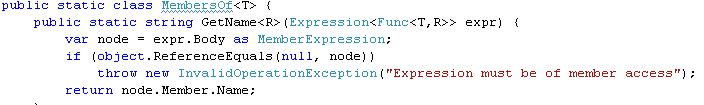 public static class MembersOf<T> {
public static string GetName<R>(Expression<Func<T,R>> expr) {
var node = expr.Body as MemberExpression;
if (object.ReferenceEquals(null, node))
throw new InvalidOperationException("Expression must be of member access");
return node.Member.Name;